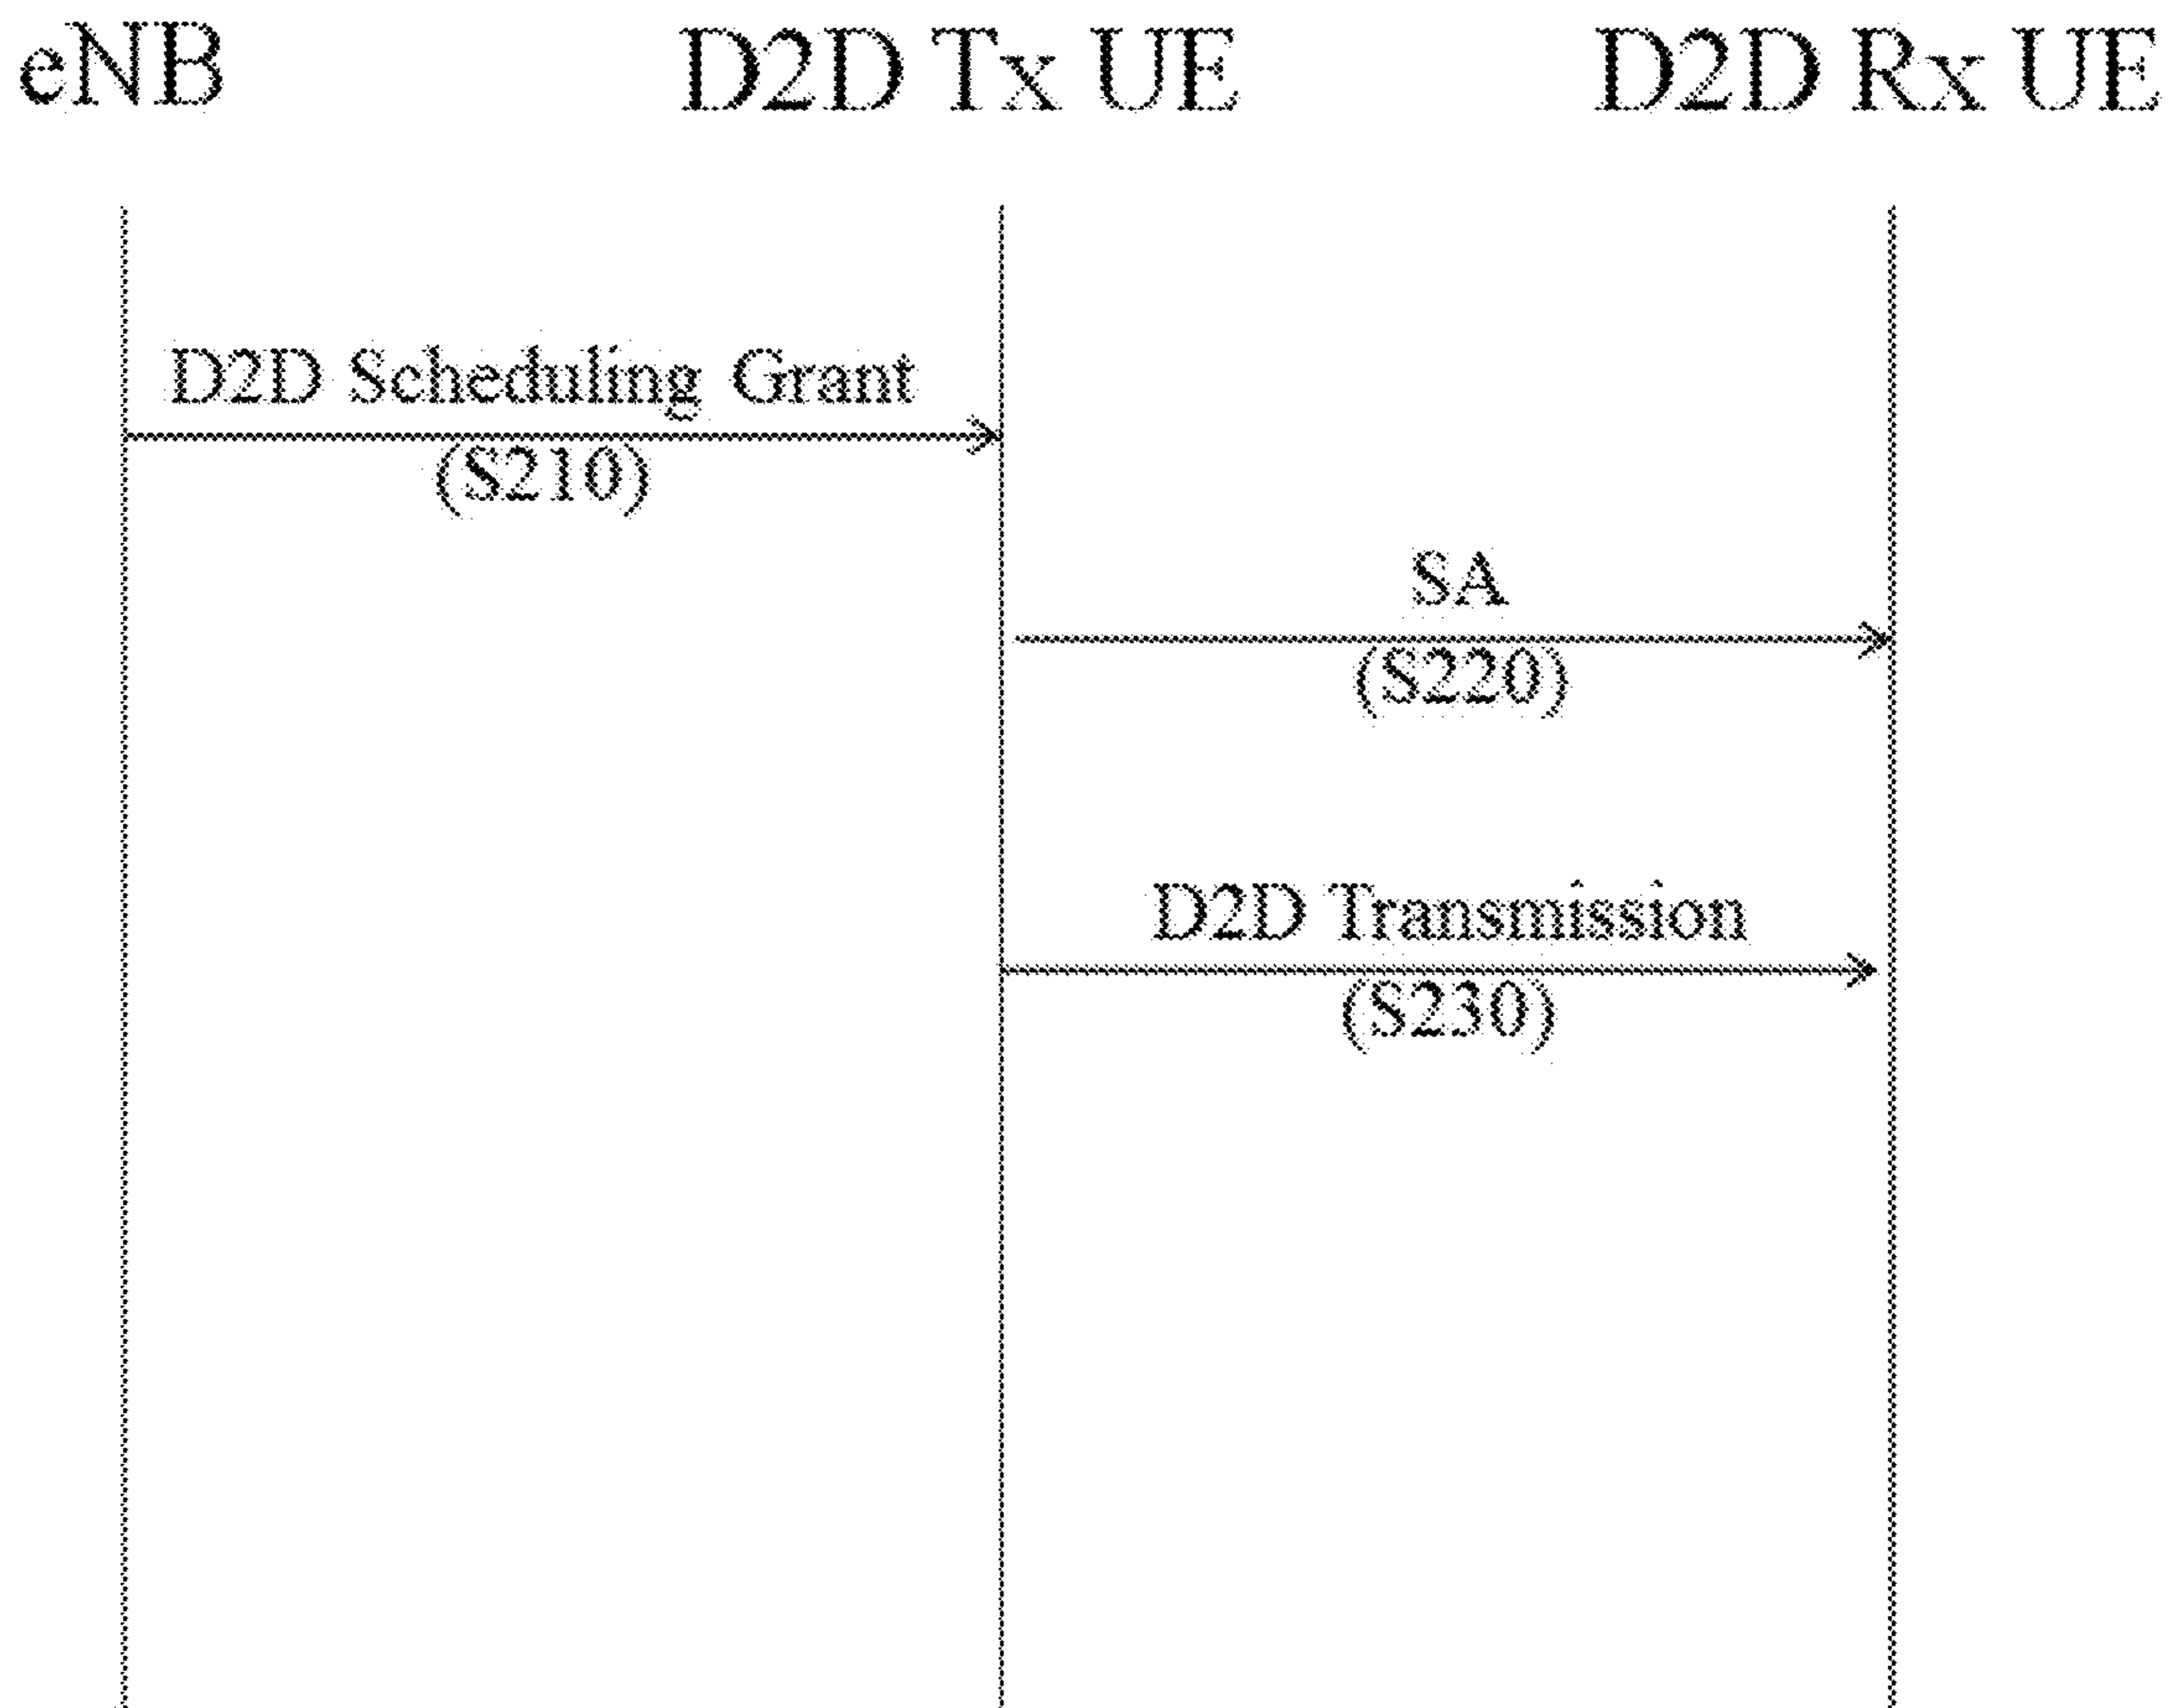 eNB D2D Tx UE D2D Rx UE
D2D Scheduling Grant
(S210)
SA
(S220)
D2D Transmission
(S230)